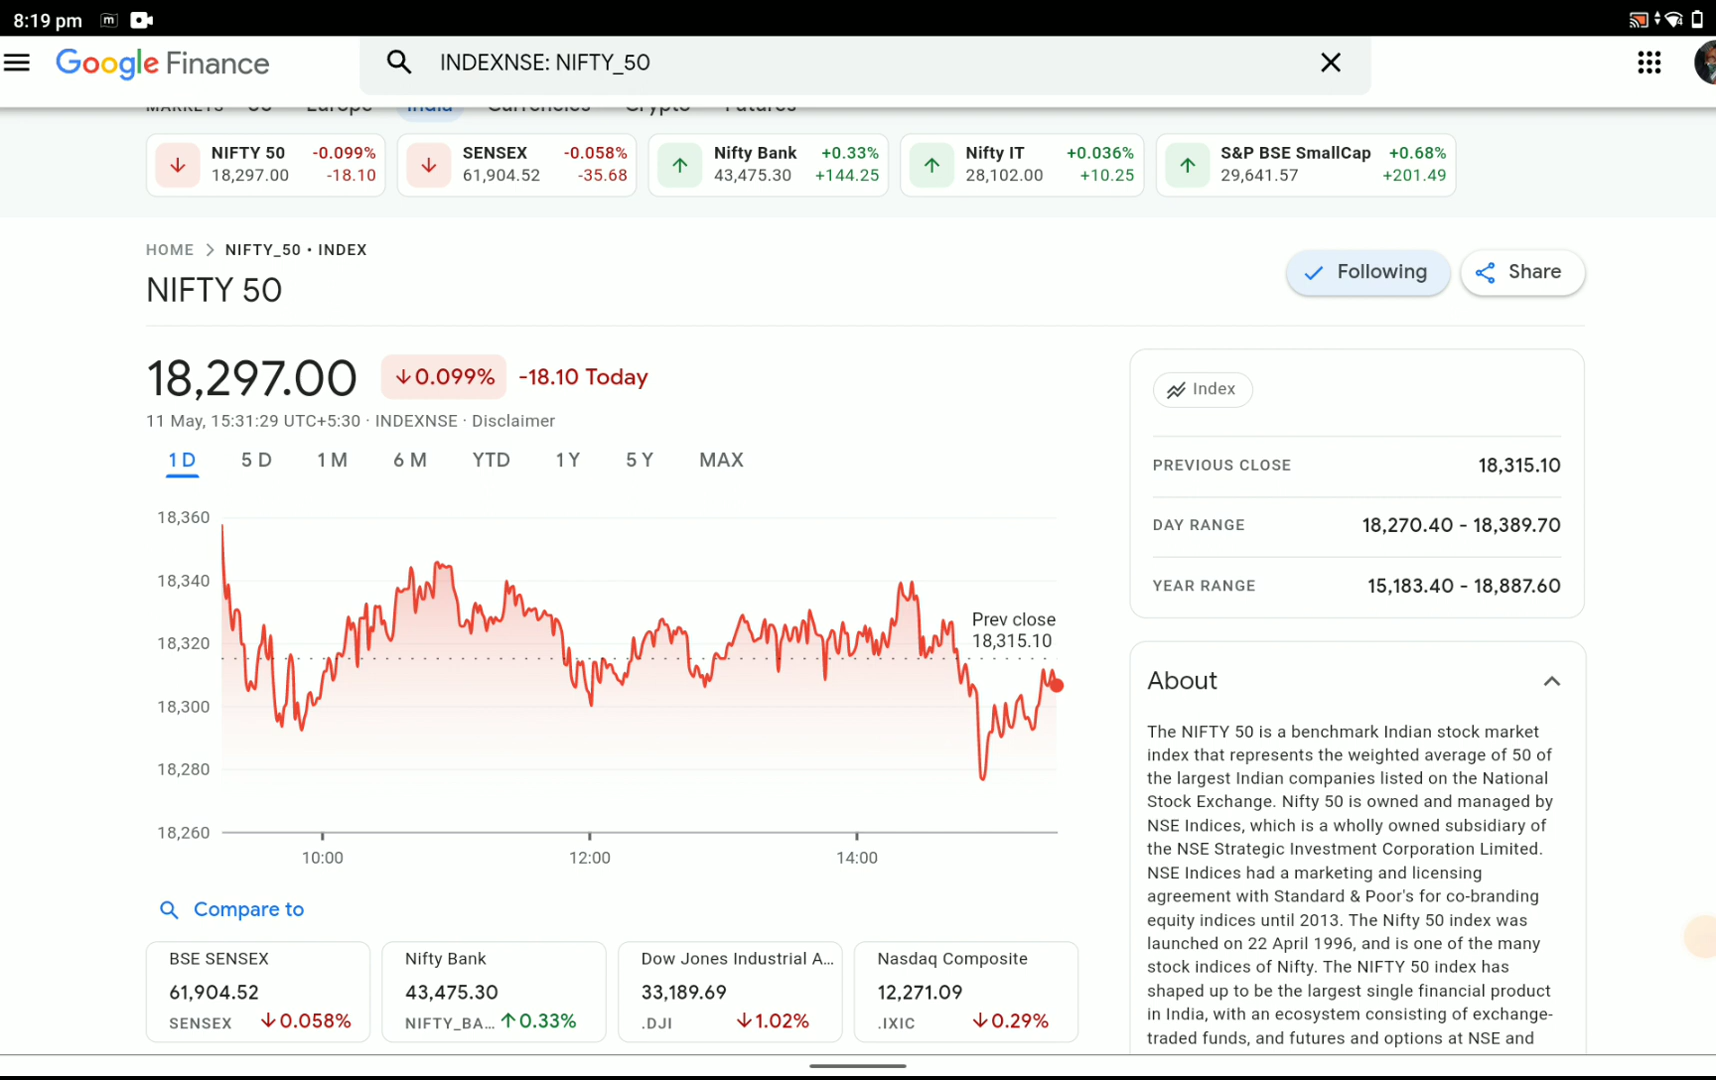 8:19 pm
Google Finance
INDEXNSE: NIFTY_50
MARKETS US Europe India Currencies Crypto Futures
NIFTY 50 -0.099%
18,297.00 -18.10
SENSEX -0.058%
61,904.52 -35.68
Nifty Bank +0.33%
43,475.30 +144.25
Nifty IT +0.036%
28,102.00 +10.25
S&P BSE SmallCap +0.68%
29,641.57 +201.49
HOME > NIFTY_50 • INDEX
NIFTY 50
Following
Share
18,297.00 ↓0.099% -18.10 Today
11 May, 15:31:29 UTC+5:30 · INDEXNSE · Disclaimer
1 D 5 D 1 M 6 M YTD 1 Y 5 Y MAX
18,360
18,340
18,320
18,300
18,280
18,260
Prev close
18,315.10
10:00 12:00 14:00
Compare to
BSE SENSEX
61,904.52
SENSEX ↓0.058%
Nifty Bank
43,475.30
NIFTY_BA... ↑0.33%
Dow Jones Industrial A...
33,189.69
.DJI ↓1.02%
Nasdaq Composite
12,271.09
.IXIC ↓0.29%
Index
PREVIOUS CLOSE 18,315.10
DAY RANGE 18,270.40 - 18,389.70
YEAR RANGE 15,183.40 - 18,887.60
About
The NIFTY 50 is a benchmark Indian stock market
index that represents the weighted average of 50 of
the largest Indian companies listed on the National
Stock Exchange. Nifty 50 is owned and managed by
NSE Indices, which is a wholly owned subsidiary of
the NSE Strategic Investment Corporation Limited.
NSE Indices had a marketing and licensing
agreement with Standard & Poor's for co-branding
equity indices until 2013. The Nifty 50 index was
launched on 22 April 1996, and is one of the many
stock indices of Nifty. The NIFTY 50 index has
shaped up to be the largest single financial product
in India, with an ecosystem consisting of exchange-
traded funds, and futures and options at NSE and